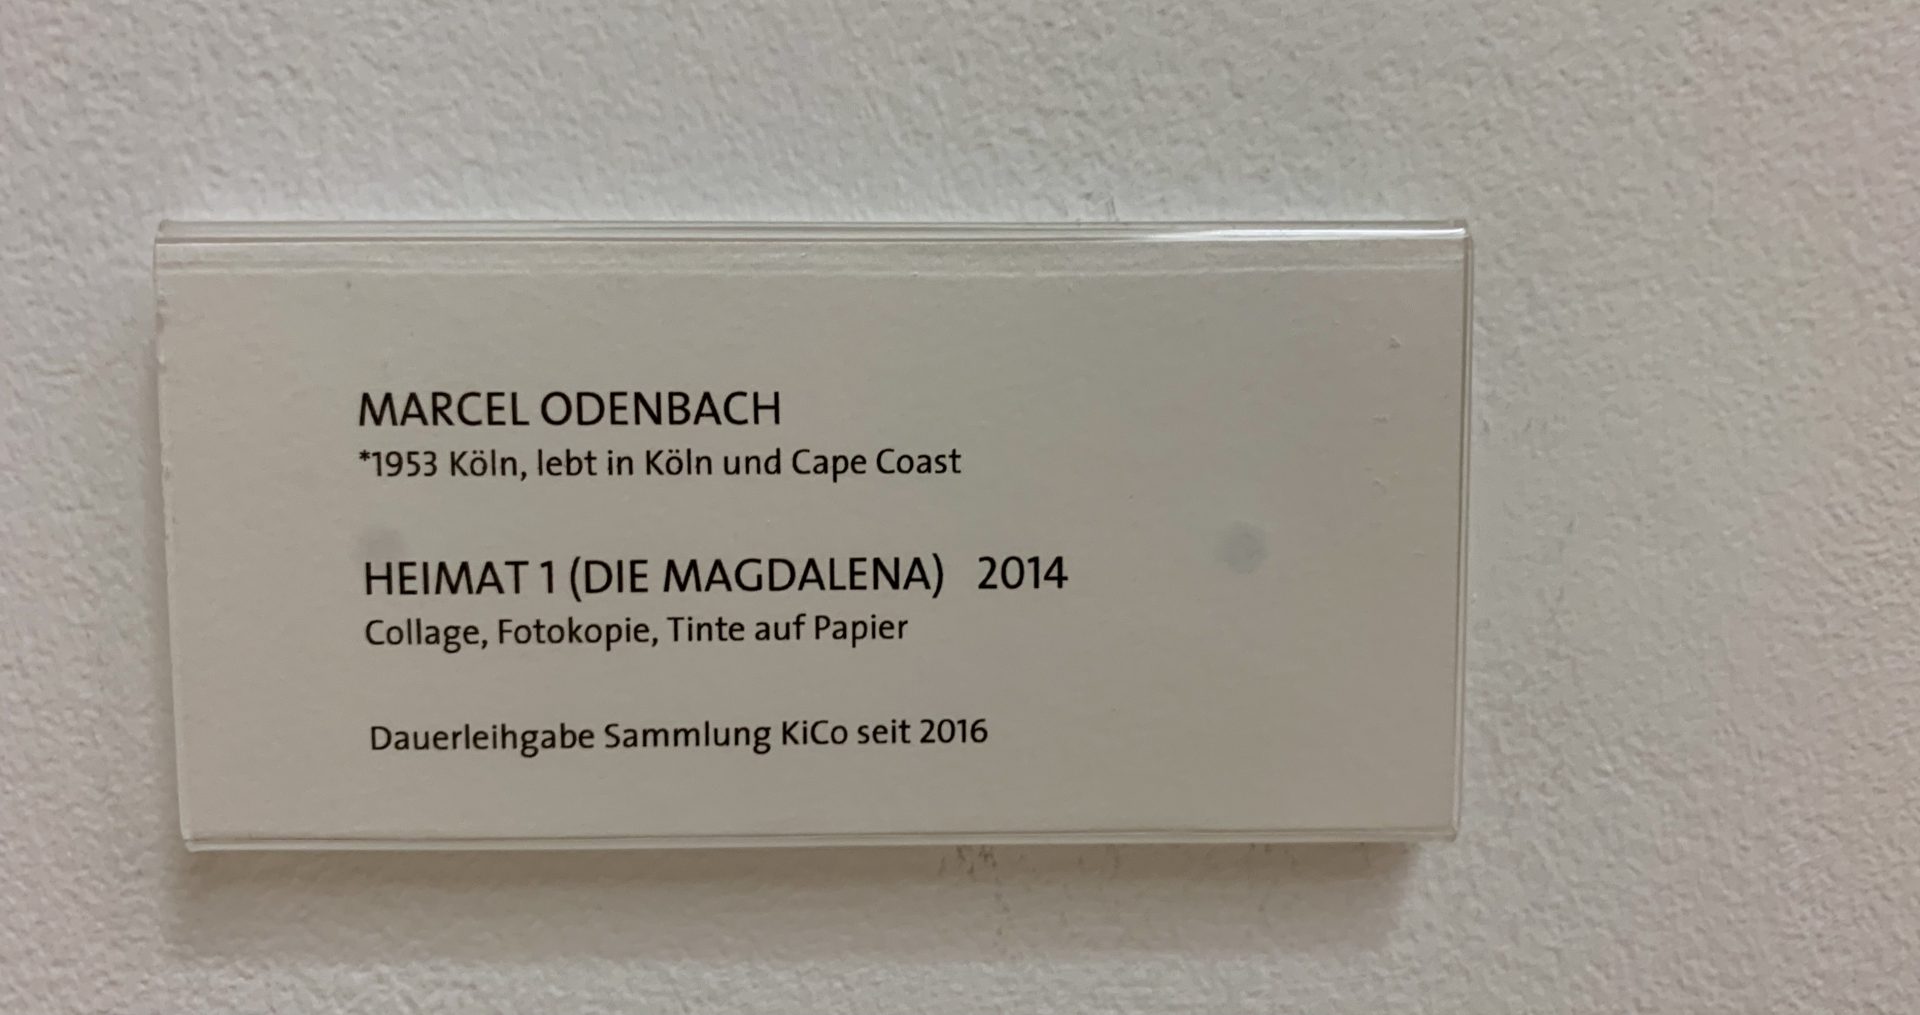 MARCEL ODENBACH
*1953 Köln, lebt in Köln und Cape Coast
HEIMAT 1 (DIE MAGDALENA) 2014
Collage, Fotokopie, Tinte auf Papier
Dauerleihgabe Sammlung KiCo seit 2016